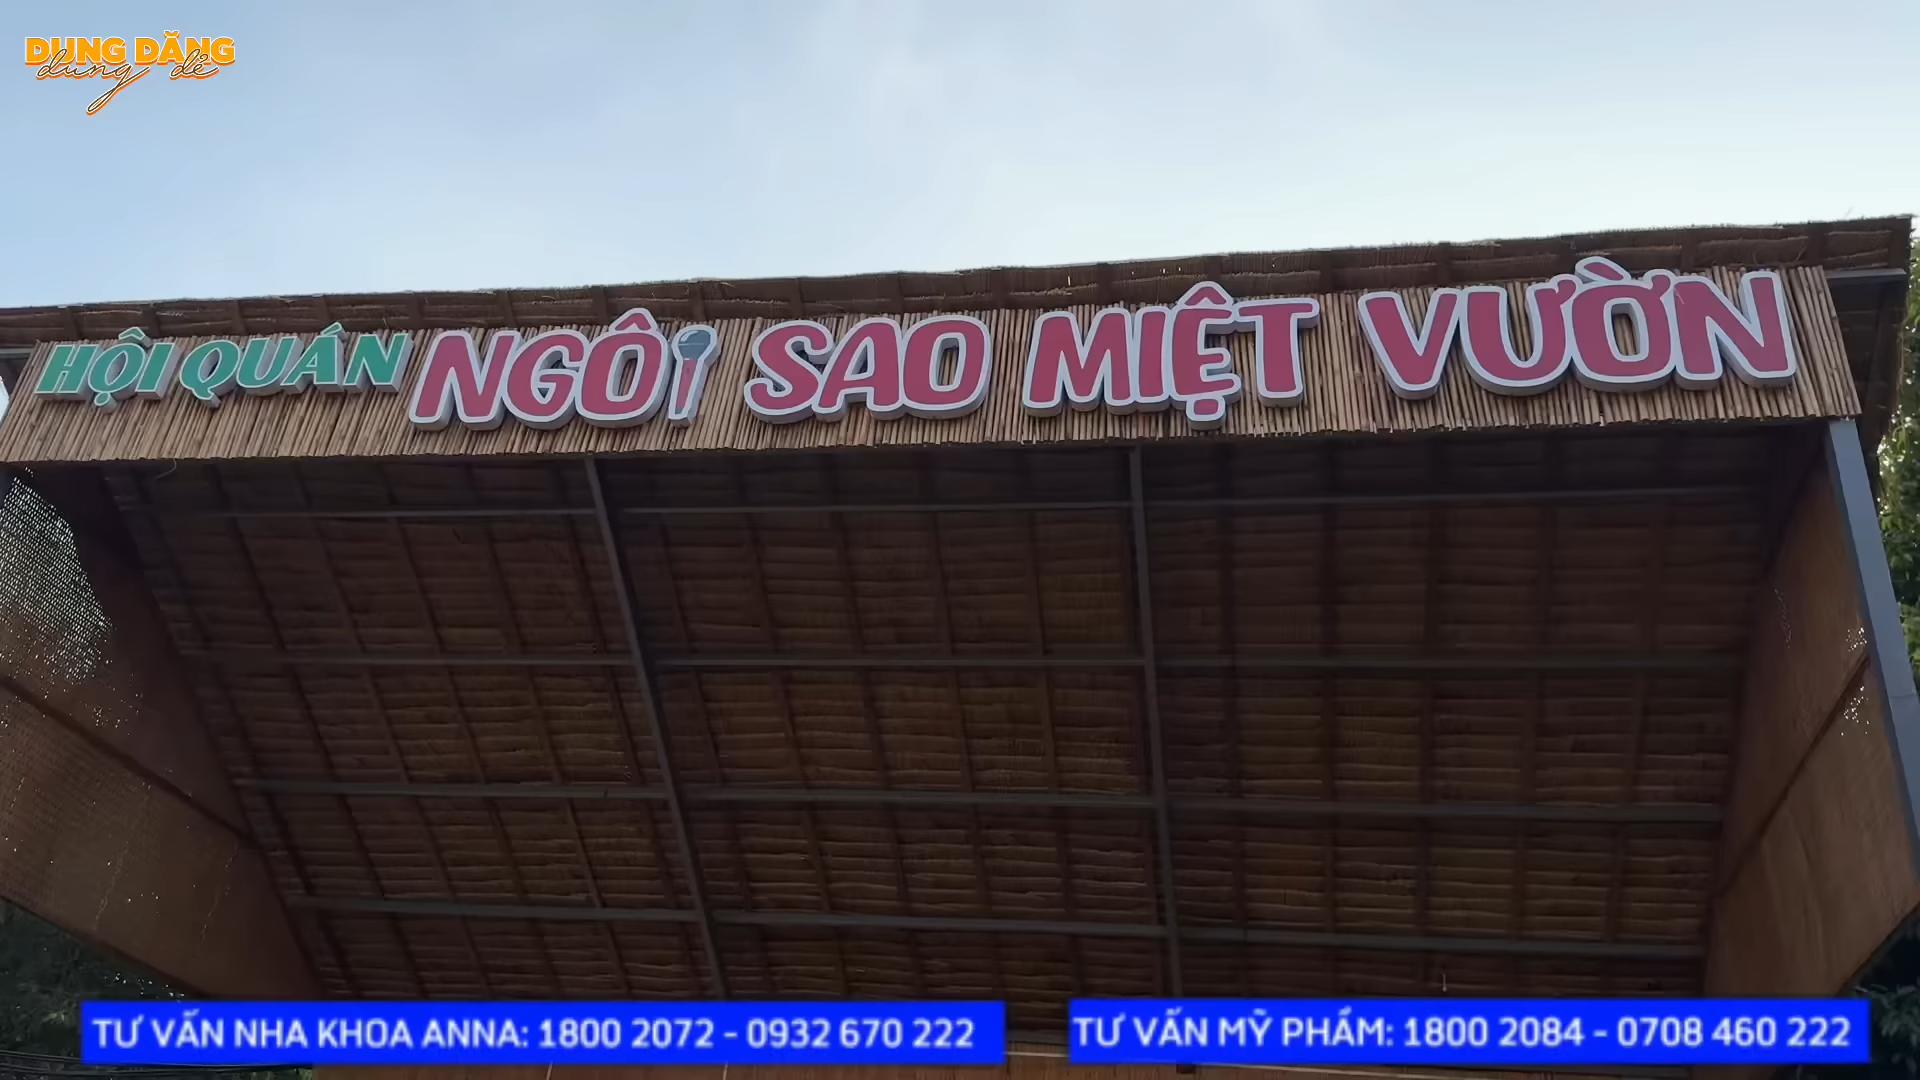 DUNG DĂNG
dung dẻ
HỘI QUÁN NGÔI SAO MIỆT VƯỜN
TƯ VẤN NHA KHOA ANNA: 1800 2072 - 0932 670 222
TƯ VẤN MỸ PHẨM: 1800 2084 - 0708 460 222